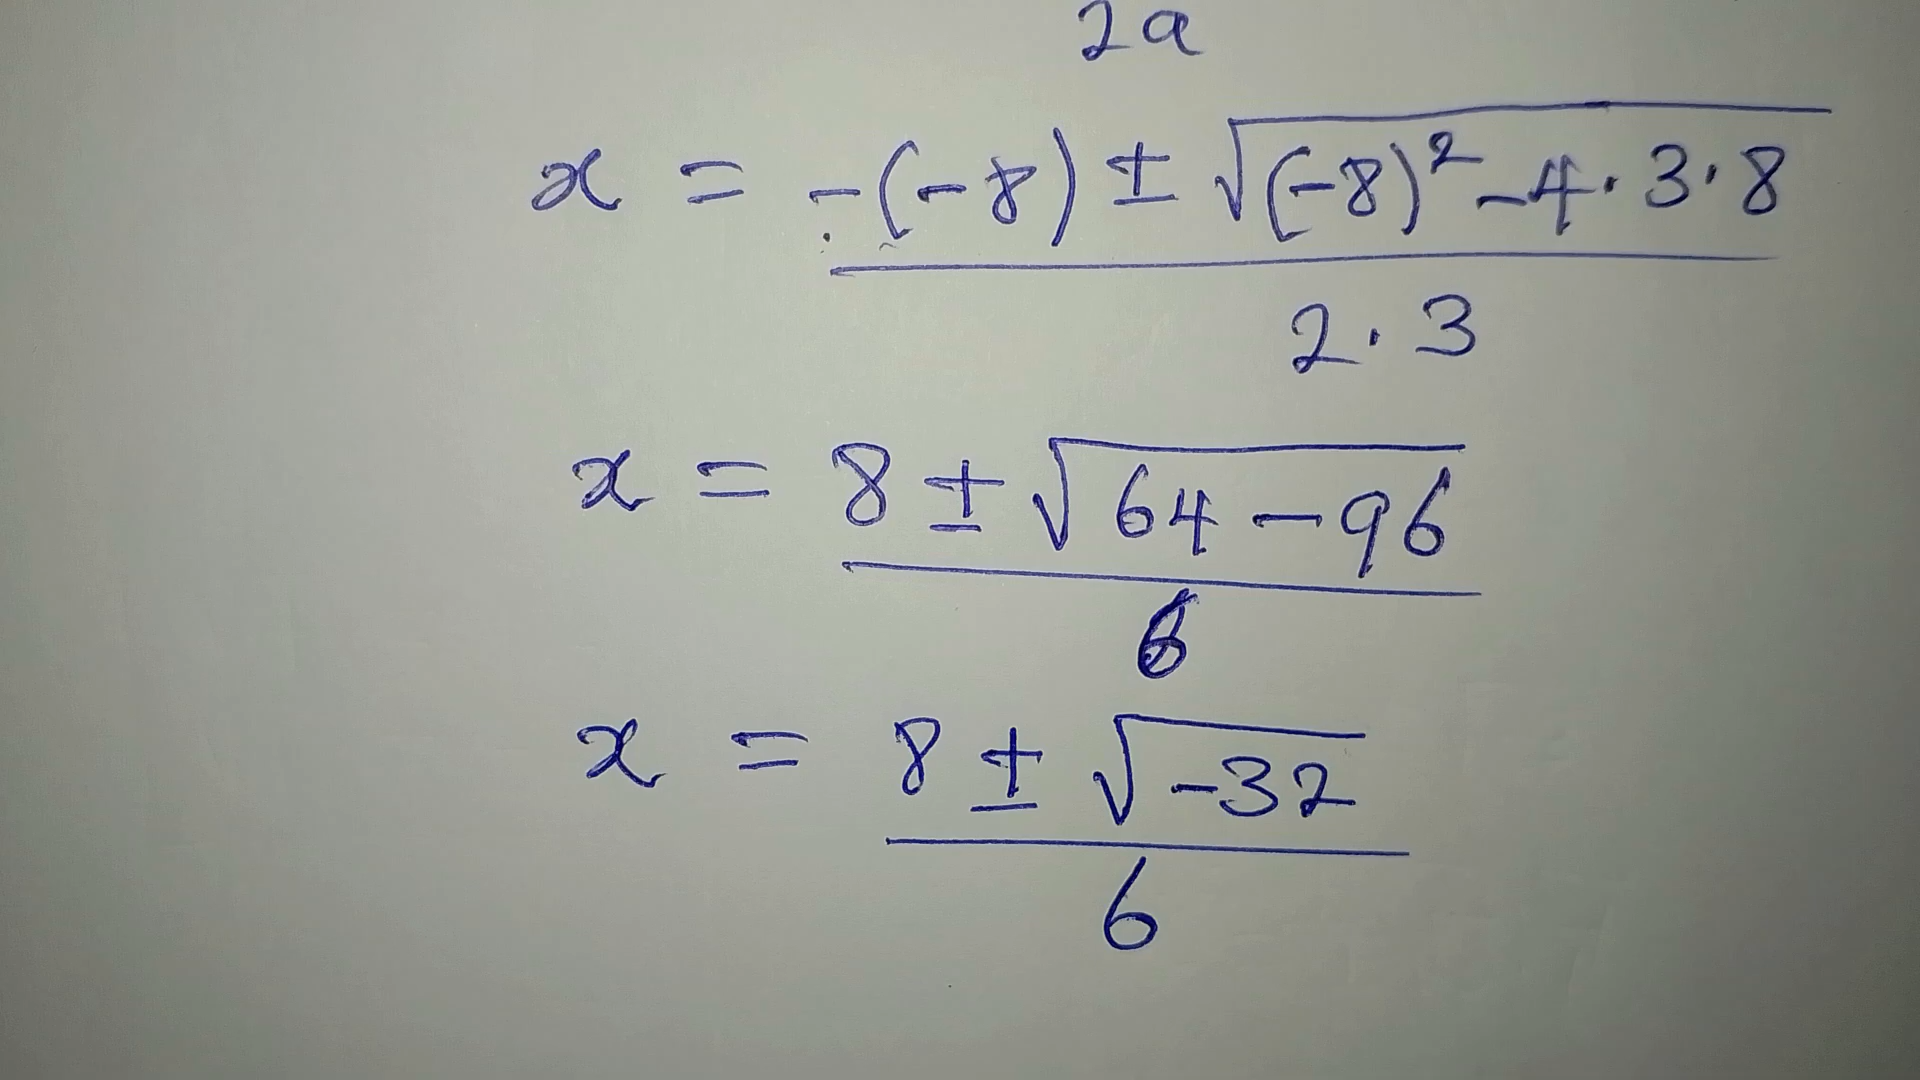 2a
x = -(-8) ± √(-8)² - 4·3·8
2·3
x = 8 ± √64 - 96
6
x = 8 ± √-32
6